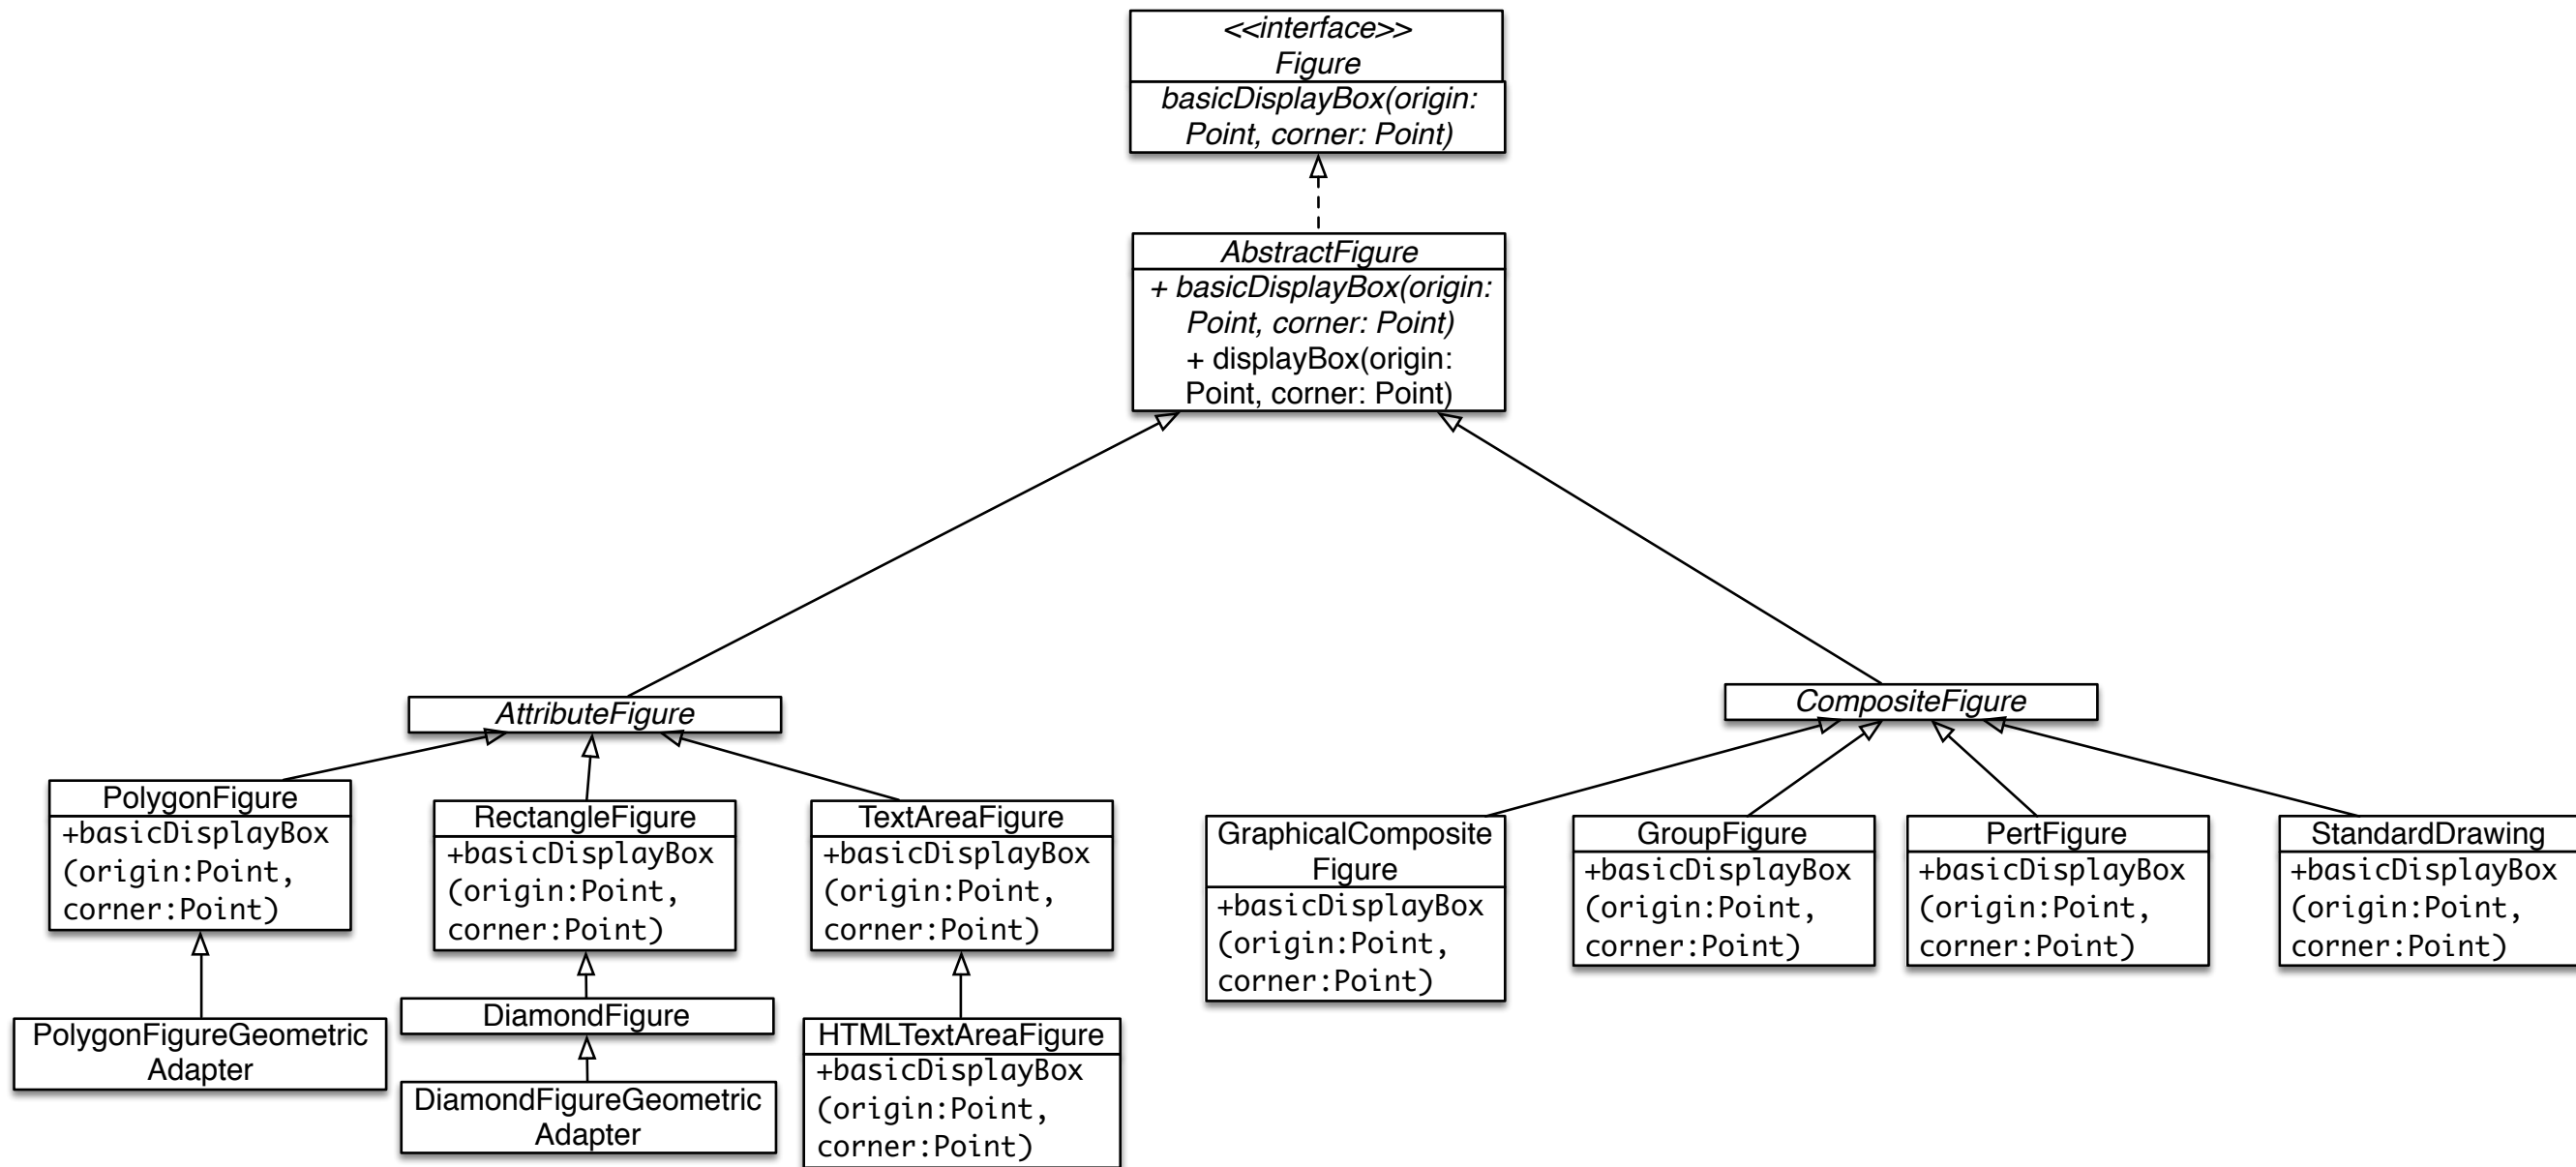 <<interface>>
Figure
basicDisplayBox(origin:
Point, corner: Point)
AbstractFigure
+ basicDisplayBox(origin:
Point, corner: Point)
+ displayBox(origin:
Point, corner: Point)
AttributeFigure
CompositeFigure
PolygonFigure
+basicDisplayBox
(origin:Point,
corner:Point)
RectangleFigure
+basicDisplayBox
(origin:Point,
corner:Point)
TextAreaFigure
+basicDisplayBox
(origin:Point,
corner:Point)
GraphicalComposite
Figure
+basicDisplayBox
(origin:Point,
corner:Point)
GroupFigure
+basicDisplayBox
(origin:Point,
corner:Point)
PertFigure
+basicDisplayBox
(origin:Point,
corner:Point)
StandardDrawing
+basicDisplayBox
(origin:Point,
corner:Point)
PolygonFigureGeometric
Adapter
DiamondFigure
DiamondFigureGeometric
Adapter
HTMLTextAreaFigure
+basicDisplayBox
(origin:Point,
corner:Point)